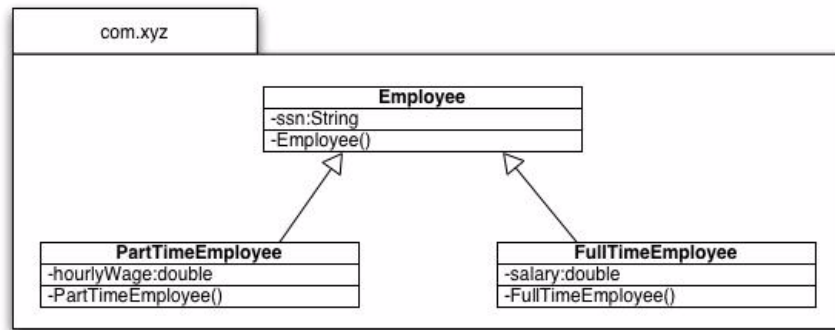 com.xyz
Employee
-ssn:String
-Employee()
PartTimeEmployee
-hourlyWage:double
-PartTimeEmployee()
FullTimeEmployee
-salary:double
-FullTimeEmployee()